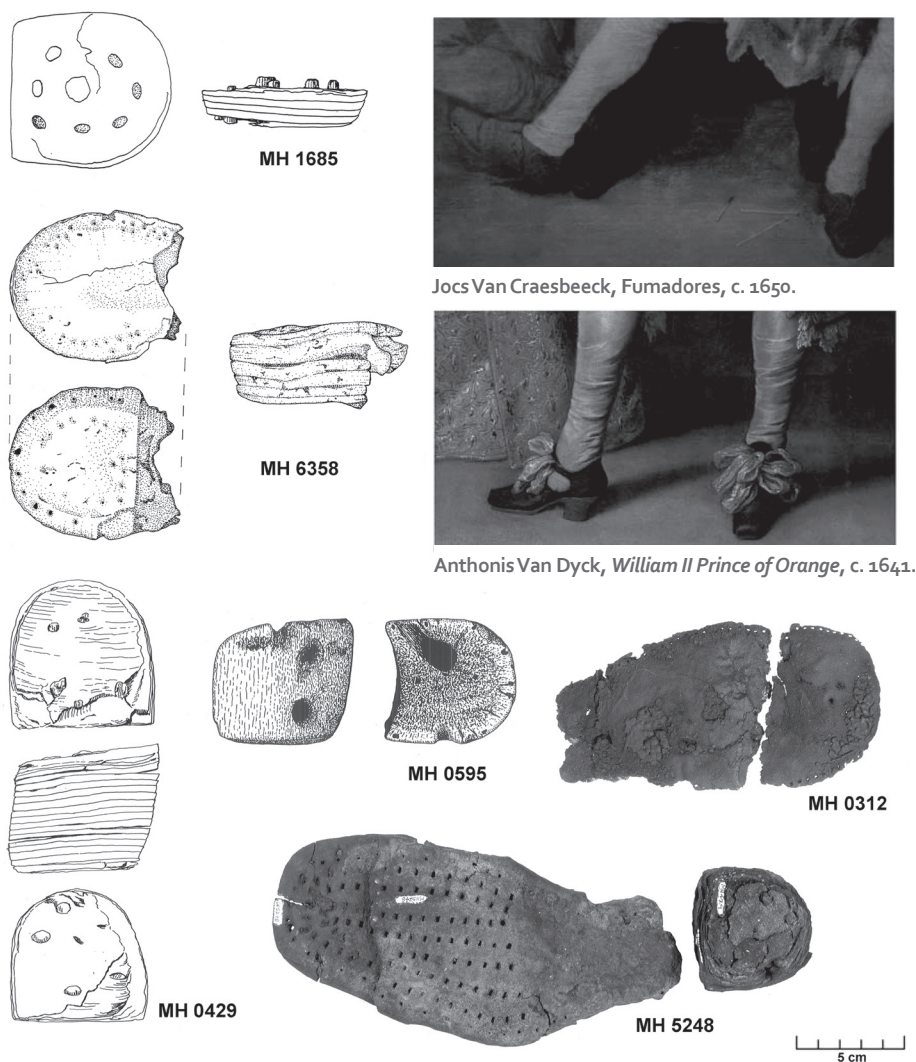 MH 1685
Jocs Van Craesbeeck, Fumadores, c. 1650.
MH 6358
Anthonis Van Dyck, William II Prince of Orange, c. 1641.
MH 0595
MH 0312
MH 0429
MH 5248
5 cm